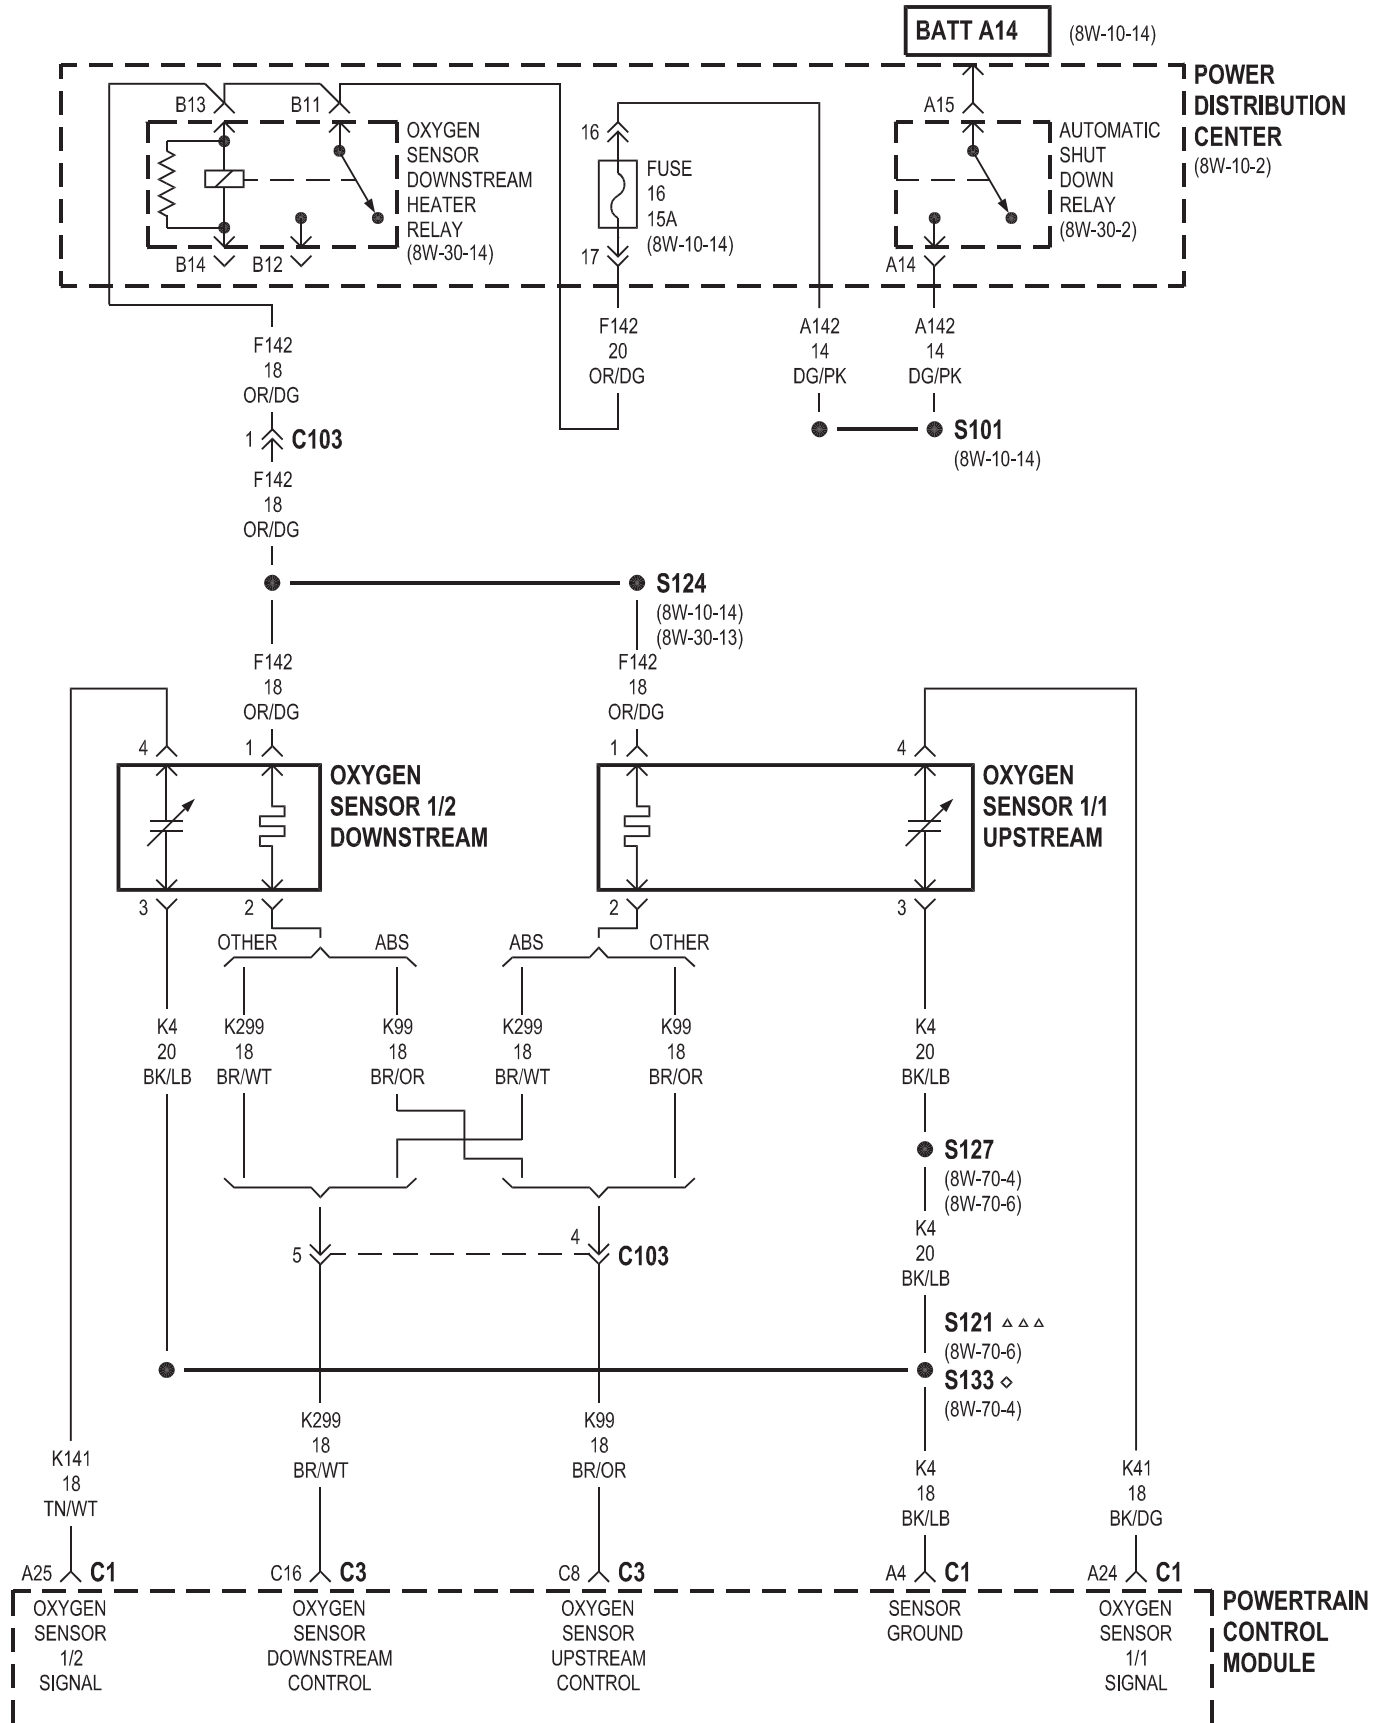 BATT A14
(8W-10-14)
POWER
DISTRIBUTION
CENTER
(8W-10-2)
B13
B11
OXYGEN
SENSOR
DOWNSTREAM
HEATER
RELAY
(8W-30-14)
B14
B12
16
FUSE
16
15A
(8W-10-14)
17
A15
AUTOMATIC
SHUT
DOWN
RELAY
(8W-30-2)
A14
F142
18
OR/DG
F142
20
OR/DG
A142
14
DG/PK
A142
14
DG/PK
1
C103
S101
(8W-10-14)
F142
18
OR/DG
S124
(8W-10-14)
(8W-30-13)
F142
18
OR/DG
F142
18
OR/DG
4
1
OXYGEN
SENSOR 1/2
DOWNSTREAM
3
2
1
4
OXYGEN
SENSOR 1/1
UPSTREAM
2
3
OTHER
ABS
ABS
OTHER
K4
20
BK/LB
K299
18
BR/WT
K99
18
BR/OR
K299
18
BR/WT
K99
18
BR/OR
K4
20
BK/LB
S127
(8W-70-4)
(8W-70-6)
K4
20
BK/LB
5
4
C103
S121
(8W-70-6)
S133
(8W-70-4)
K141
18
TN/WT
K299
18
BR/WT
K99
18
BR/OR
K4
18
BK/LB
K41
18
BK/DG
A25
C1
C16
C3
C8
C3
A4
C1
A24
C1
OXYGEN
SENSOR
1/2
SIGNAL
OXYGEN
SENSOR
DOWNSTREAM
CONTROL
OXYGEN
SENSOR
UPSTREAM
CONTROL
SENSOR
GROUND
OXYGEN
SENSOR
1/1
SIGNAL
POWERTRAIN
CONTROL
MODULE